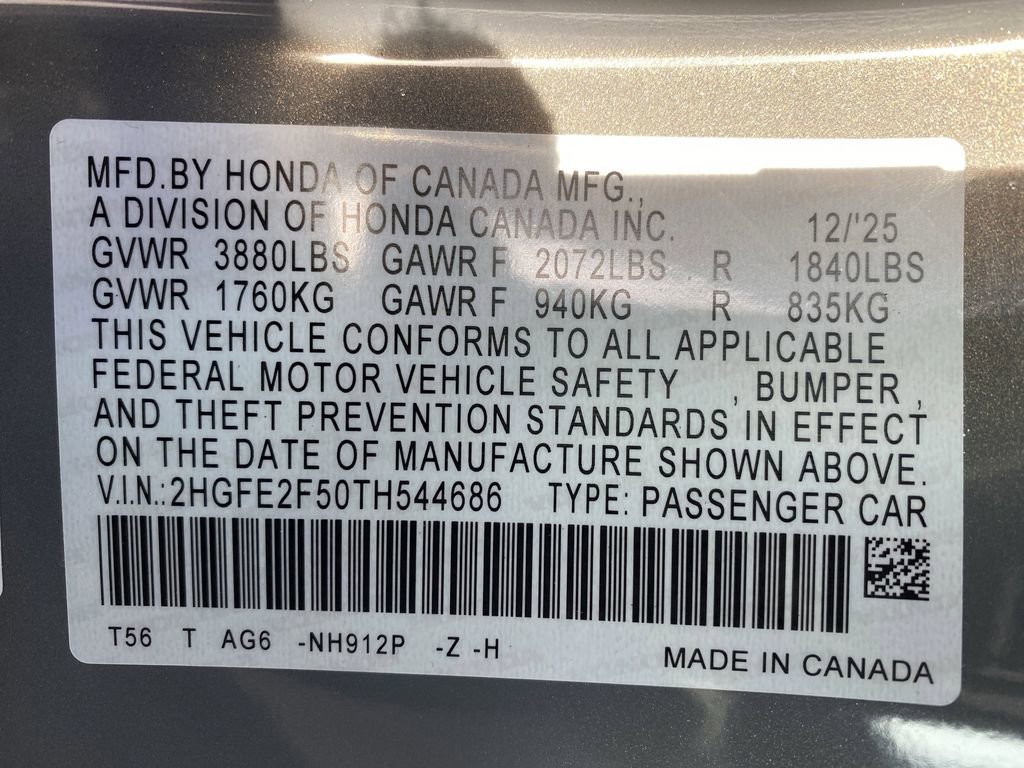 MFD.BY HONDA OF CANADA MFG.,
A DIVISION OF HONDA CANADA INC. 12/'25
GVWR 3880LBS GAWR F 2072LBS R 1840LBS
GVWR 1760KG GAWR F 940KG R 835KG
THIS VEHICLE CONFORMS TO ALL APPLICABLE
FEDERAL MOTOR VEHICLE SAFETY , BUMPER ,
AND THEFT PREVENTION STANDARDS IN EFFECT
ON THE DATE OF MANUFACTURE SHOWN ABOVE.
V.I.N.:2HGFE2F50TH544686 TYPE: PASSENGER CAR
T56 T AG6 -NH912P -Z -H
MADE IN CANADA